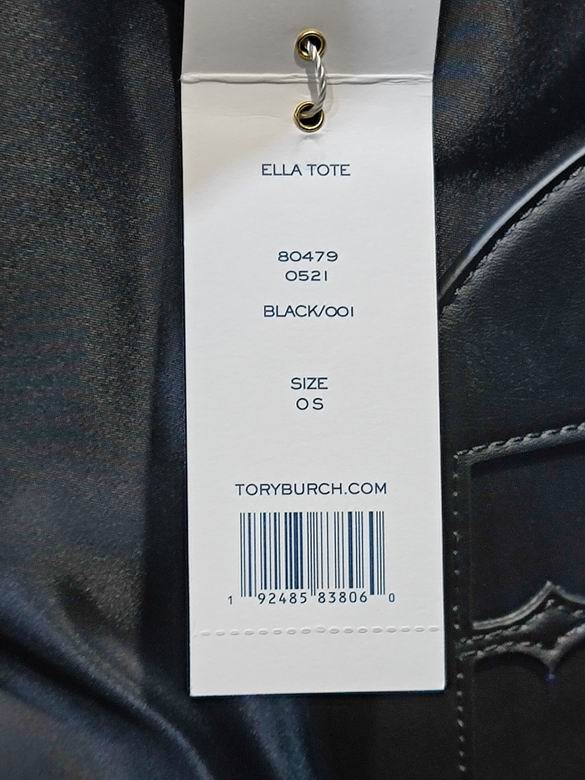 ELLA TOTE
80479
0521
BLACK/001
SIZE
OS
TORYBURCH.COM
1 92485 83806 0